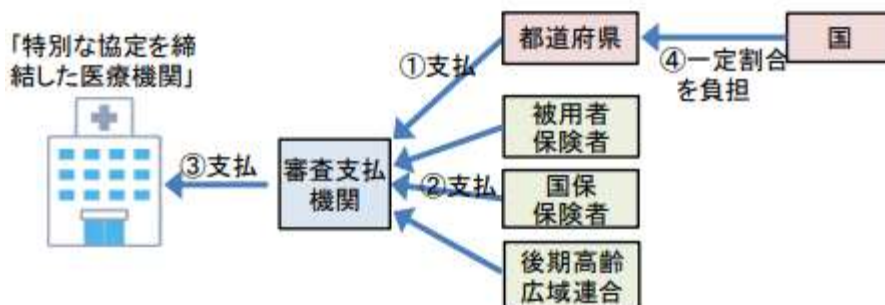 「特別な協定を締
結した医療機関」
③支払
審査支払
機関
①支払
②支払
都道府県
④一定割合
を負担
国
被用者
保険者
国保
保険者
後期高齢
広域連合